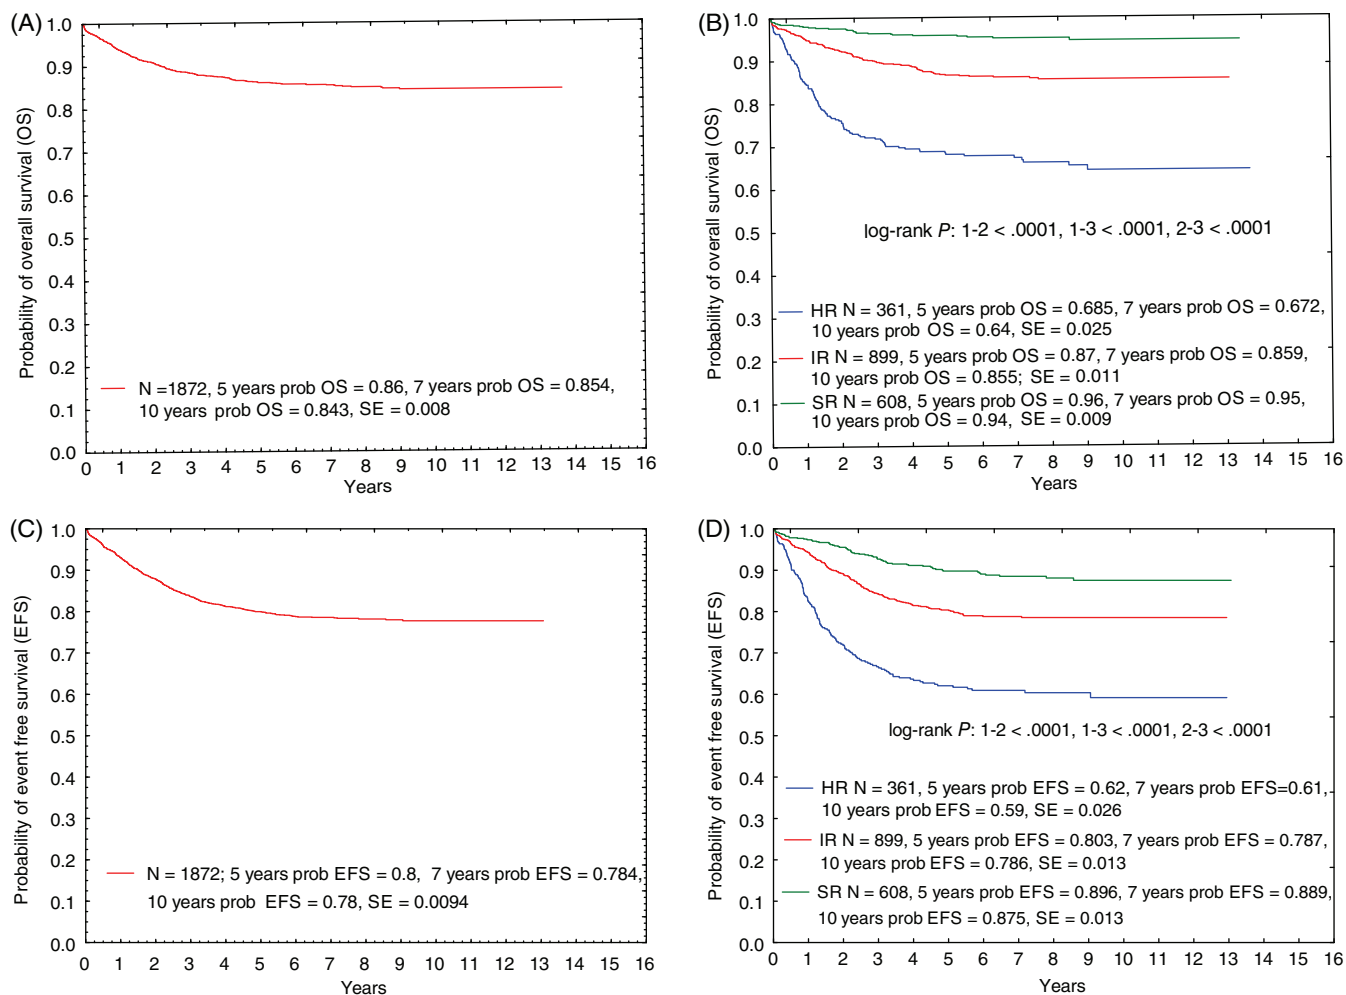 (A)
Probability of overall survival (OS)
1.0
0.9
0.8
0.7
0.6
0.5
0.4
0.3
0.2
0.1
0.0
N =1872, 5 years prob OS = 0.86, 7 years prob OS = 0.854,
10 years prob OS = 0.843, SE = 0.008
0 1 2 3 4 5 6 7 8 9 10 11 12 13 14 15 16
Years
(B)
Probability of overall survival (OS)
1.0
0.9
0.8
0.7
0.6
0.5
0.4
0.3
0.2
0.1
0.0
log-rank P: 1-2 < .0001, 1-3 < .0001, 2-3 < .0001
HR N = 361, 5 years prob OS = 0.685, 7 years prob OS = 0.672,
10 years prob OS = 0.64, SE = 0.025
IR N = 899, 5 years prob OS = 0.87, 7 years prob OS = 0.859,
10 years prob OS = 0.855; SE = 0.011
SR N = 608, 5 years prob OS = 0.96, 7 years prob OS = 0.95,
10 years prob OS = 0.94, SE = 0.009
0 1 2 3 4 5 6 7 8 9 10 11 12 13 14 15 16
Years
(C)
Probability of event free survival (EFS)
1.0
0.9
0.8
0.7
0.6
0.5
0.4
0.3
0.2
0.1
0.0
N = 1872; 5 years prob EFS = 0.8, 7 years prob EFS = 0.784,
10 years prob EFS = 0.78, SE = 0.0094
0 1 2 3 4 5 6 7 8 9 10 11 12 13 14 15 16
Years
(D)
Probability of event free survival (EFS)
1.0
0.9
0.8
0.7
0.6
0.5
0.4
0.3
0.2
0.1
0.0
log-rank P: 1-2 < .0001, 1-3 < .0001, 2-3 < .0001
HR N = 361, 5 years prob EFS = 0.62, 7 years prob EFS=0.61,
10 years prob EFS = 0.59, SE = 0.026
IR N = 899, 5 years prob EFS = 0.803, 7 years prob EFS = 0.787,
10 years prob EFS = 0.786, SE = 0.013
SR N = 608, 5 years prob EFS = 0.896, 7 years prob EFS = 0.889,
10 years prob EFS = 0.875, SE = 0.013
0 1 2 3 4 5 6 7 8 9 10 11 12 13 14 15 16
Years